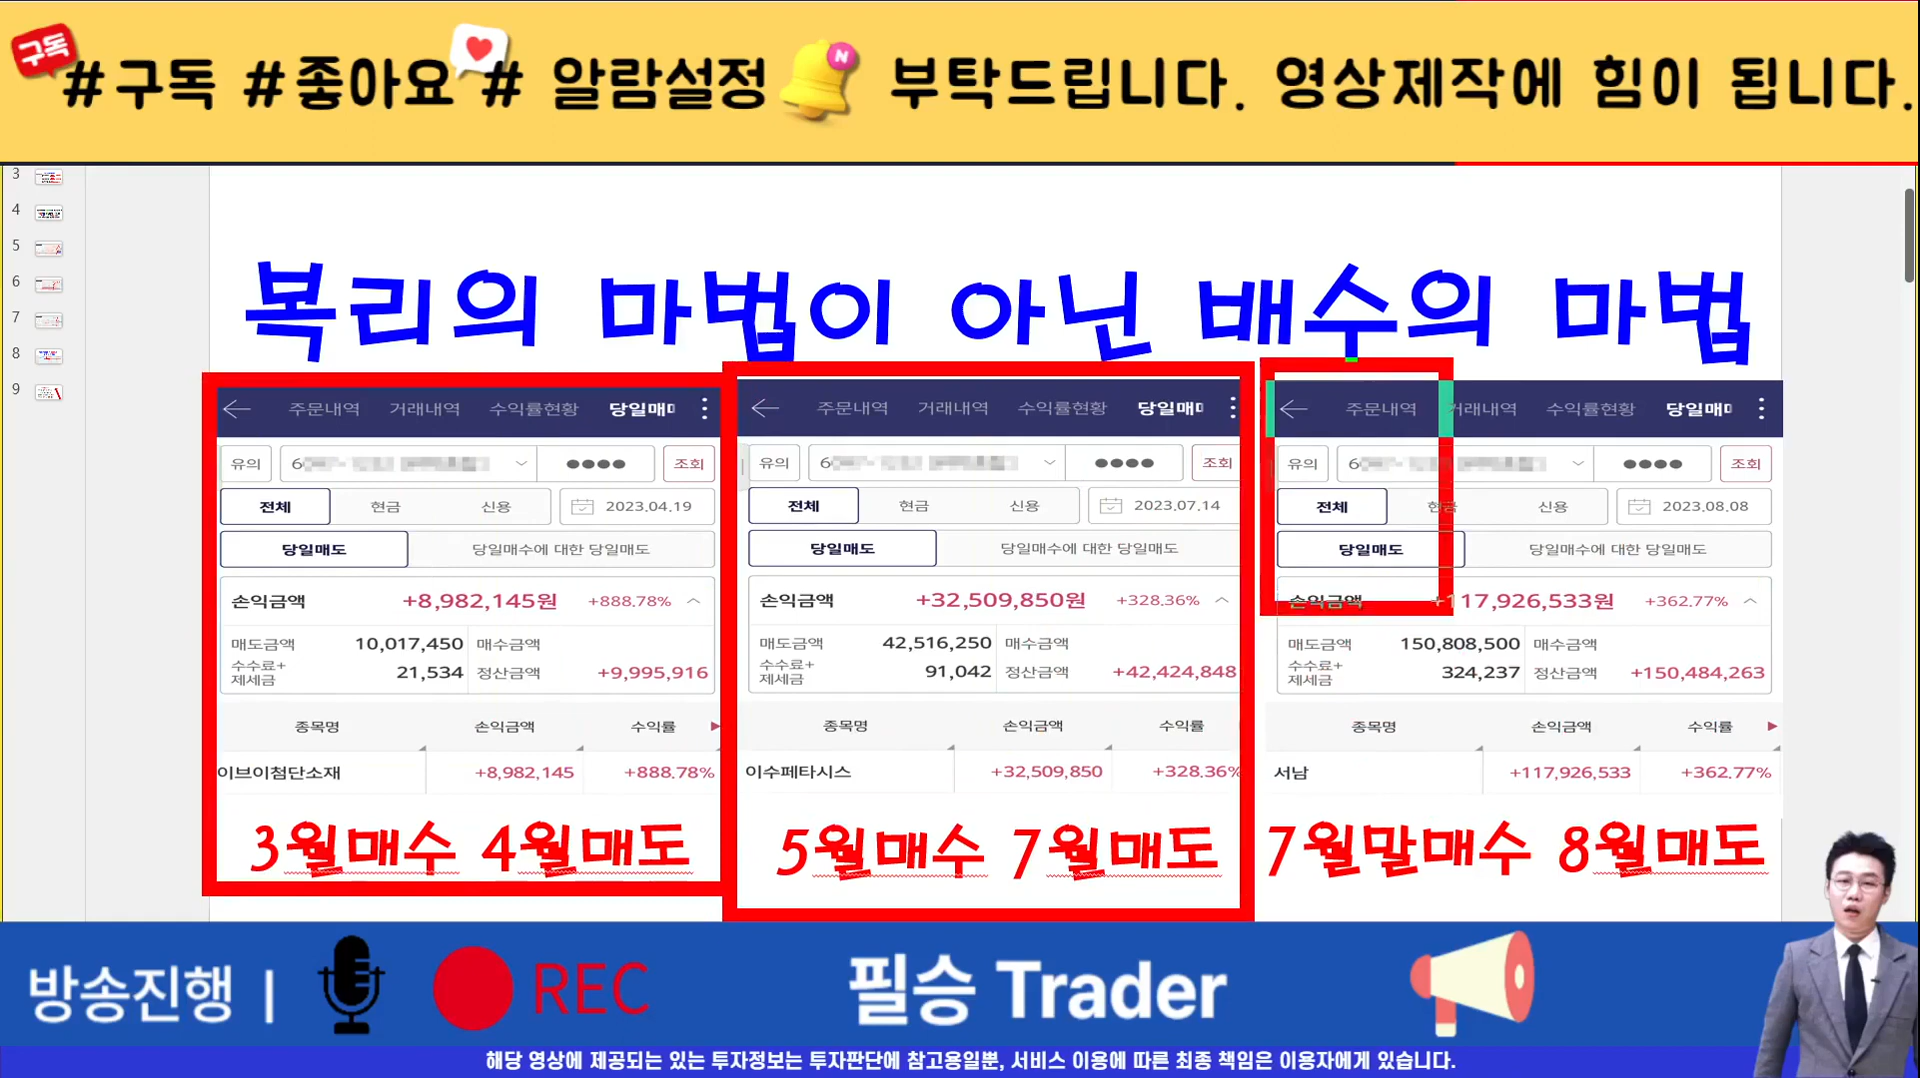 구독
#구독 #좋아요 # 알람설정 N 부탁드립니다. 영상제작에 힘이 됩니다.
3
4
5
6
7
8
9
복리의 마법이 아닌 배수의 마법
주문내역 거래내역 수익률현황 당일매매
유의 6 ●●●● 조회
전체 현금 신용 2023.04.19
당일매도 당일매수에 대한 당일매도
손익금액 +8,982,145원 +888.78%
매도금액 10,017,450 매수금액
수수료+제세금 21,534 정산금액 +9,995,916
종목명 손익금액 수익률
이브이첨단소재 +8,982,145 +888.78%
3월매수 4월매도
주문내역 거래내역 수익률현황 당일매매
유의 6 ●●●● 조회
전체 현금 신용 2023.07.14
당일매도 당일매수에 대한 당일매도
손익금액 +32,509,850원 +328.36%
매도금액 42,516,250 매수금액
수수료+제세금 91,042 정산금액 +42,424,848
종목명 손익금액 수익률
이수페타시스 +32,509,850 +328.36%
5월매수 7월매도
주문내역 거래내역 수익률현황 당일매매
유의 6 ●●●● 조회
전체 현금 신용 2023.08.08
당일매도 당일매수에 대한 당일매도
손익금액 +117,926,533원 +362.77%
매도금액 150,808,500 매수금액
수수료+제세금 324,237 정산금액 +150,484,263
종목명 손익금액 수익률
서남 +117,926,533 +362.77%
7월말매수 8월매도
방송진행 | REC 필승 Trader
해당 영상에 제공되는 있는 투자정보는 투자판단에 참고용일뿐, 서비스 이용에 따른 최종 책임은 이용자에게 있습니다.